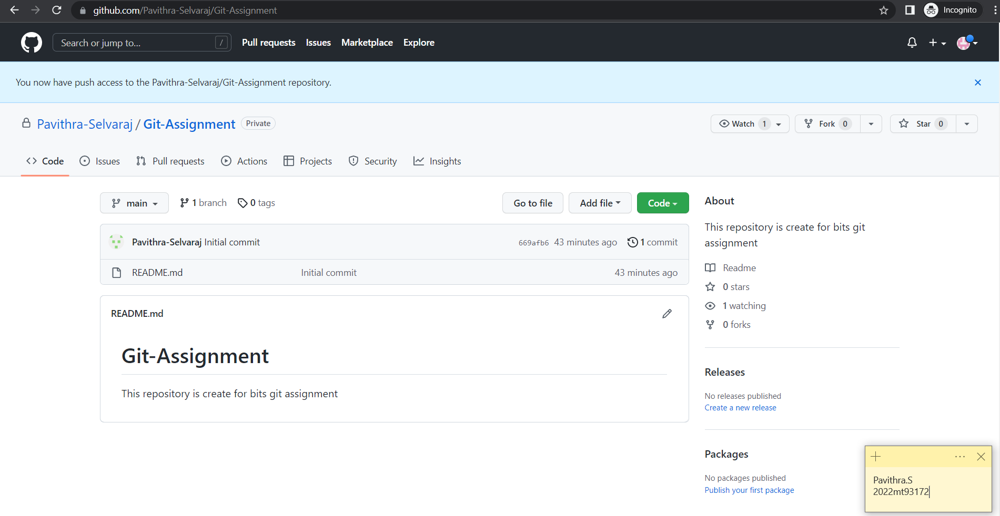 github.com/Pavithra-Selvaraj/Git-Assignment
Incognito
Search or jump to...
/
Pull requests Issues Marketplace Explore
You now have push access to the Pavithra-Selvaraj/Git-Assignment repository.
Pavithra-Selvaraj / Git-Assignment Private
Watch 1
Fork 0
Star 0
Code Issues Pull requests Actions Projects Security Insights
main 1 branch 0 tags
Go to file Add file Code
Pavithra-Selvaraj Initial commit 669afb6 43 minutes ago 1 commit
README.md Initial commit 43 minutes ago
README.md
Git-Assignment
This repository is create for bits git assignment
About
This repository is create for bits git
assignment
Readme
0 stars
1 watching
0 forks
Releases
No releases published
Create a new release
Packages
No packages published
Publish your first package
Pavithra.S
2022mt93172